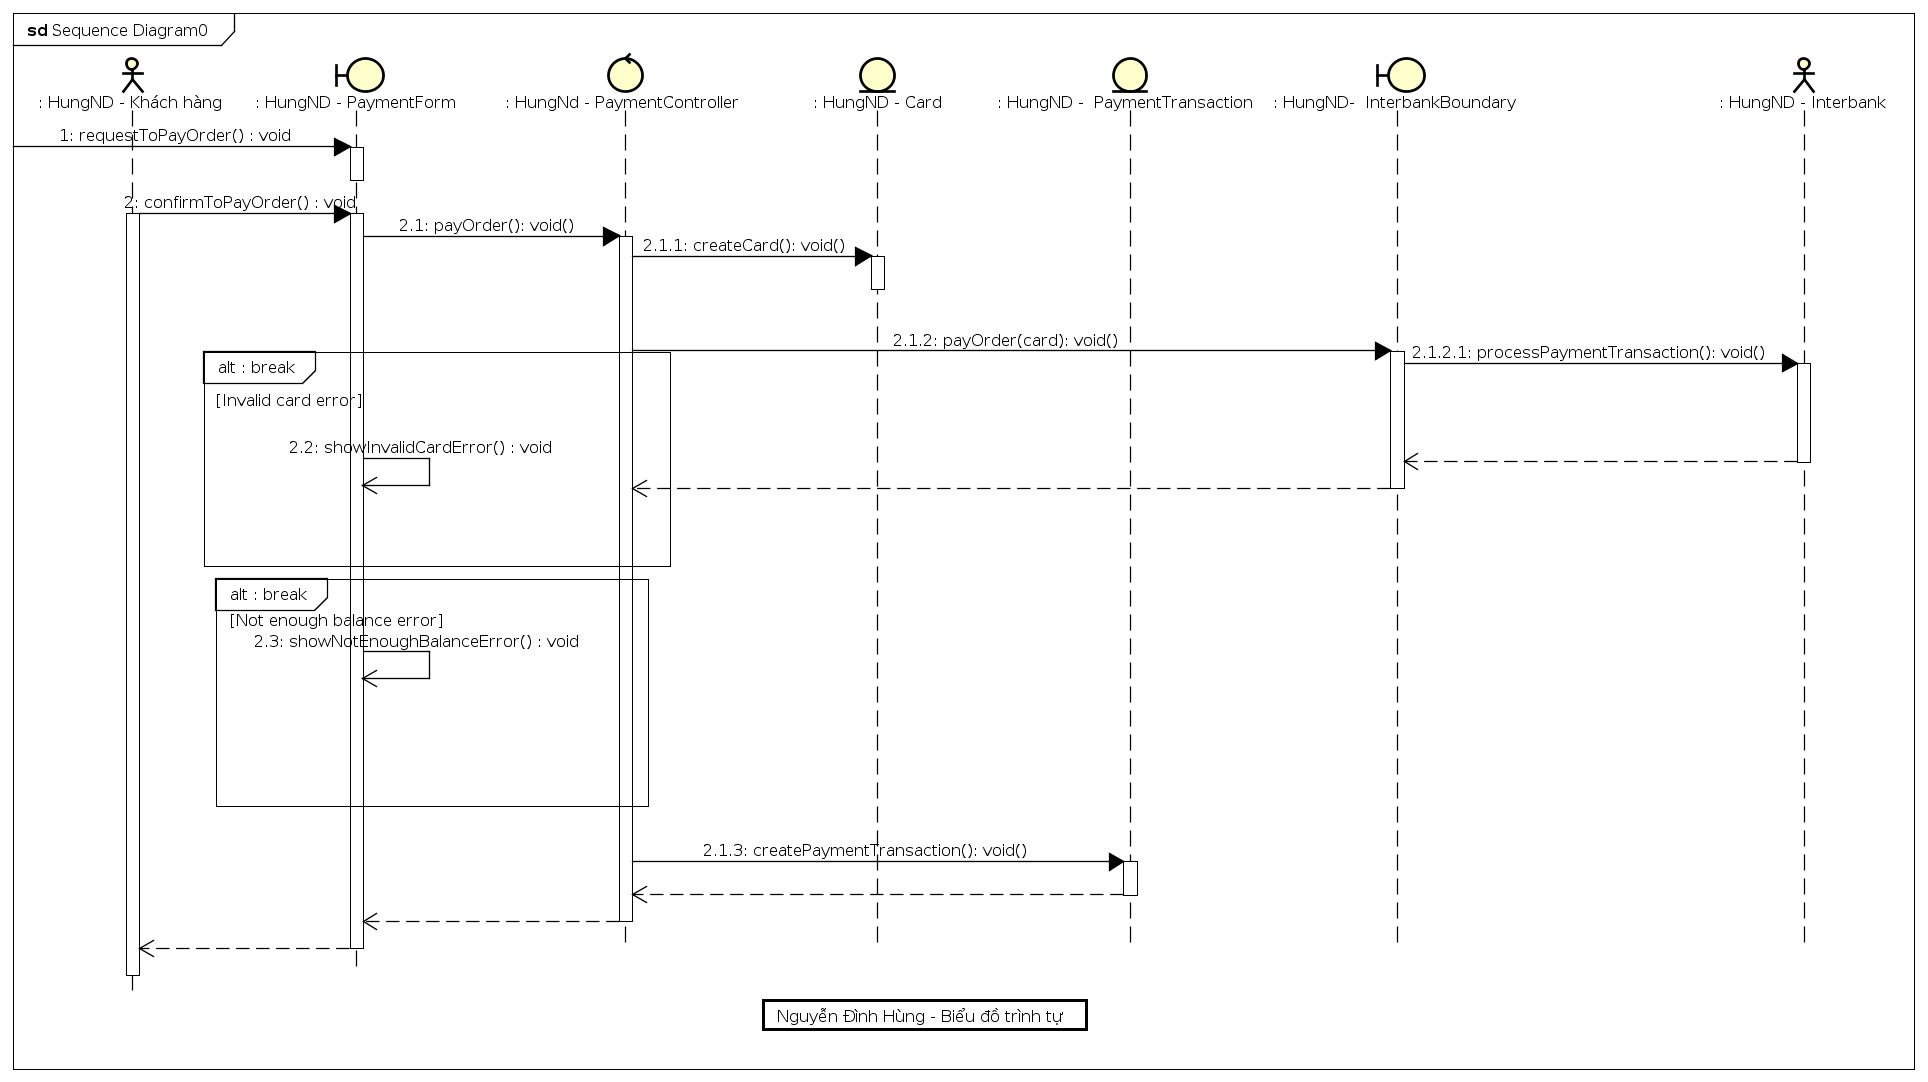 sd Sequence Diagram0
: HungND - Khách hàng
: HungND - PaymentForm
: HungNd - PaymentController
: HungND - Card
: HungND -  PaymentTransaction
: HungND-  InterbankBoundary
: HungND - Interbank
1: requestToPayOrder() : void
2: confirmToPayOrder() : void
2.1: payOrder(): void()
2.1.1: createCard(): void()
2.1.2: payOrder(card): void()
2.1.2.1: processPaymentTransaction(): void()
alt : break
[Invalid card error]
2.2: showInvalidCardError() : void
alt : break
[Not enough balance error]
2.3: showNotEnoughBalanceError() : void
2.1.3: createPaymentTransaction(): void()
Nguyễn Đình Hùng - Biểu đồ trình tự